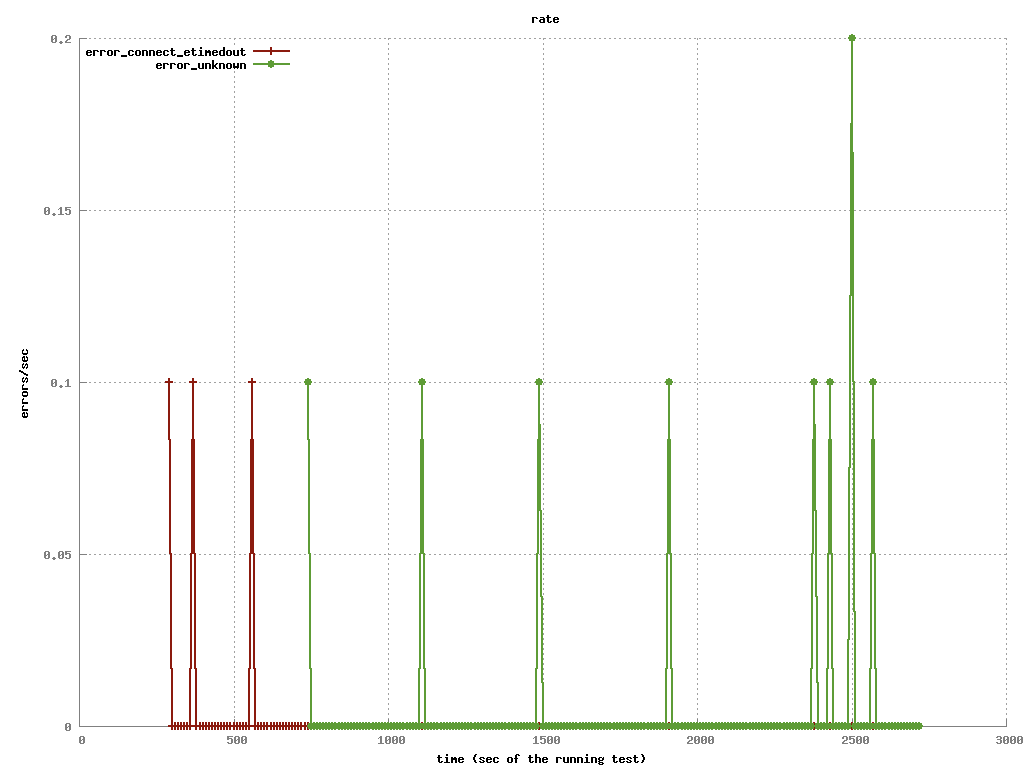 rate
error_connect_etimedout
error_unknown
0.2
0.15
0.1
0.05
0
errors/sec
0 500 1000 1500 2000 2500 3000
time (sec of the running test)